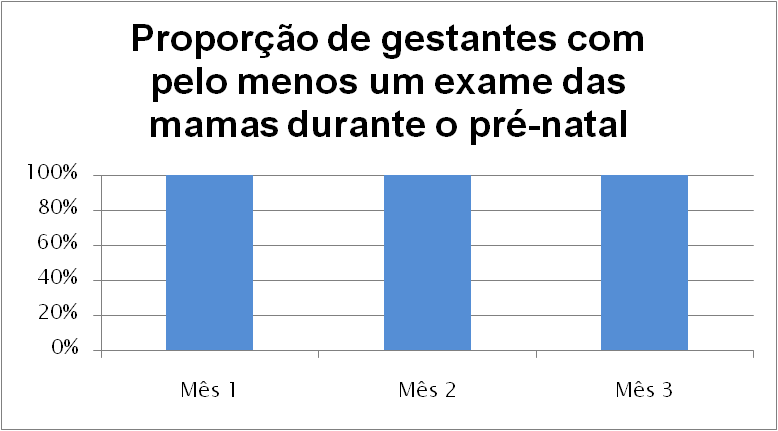 Proporção de gestantes com
pelo menos um exame das
mamas durante o pré-natal
100%
80%
60%
40%
20%
0%
Mês 1 Mês 2 Mês 3